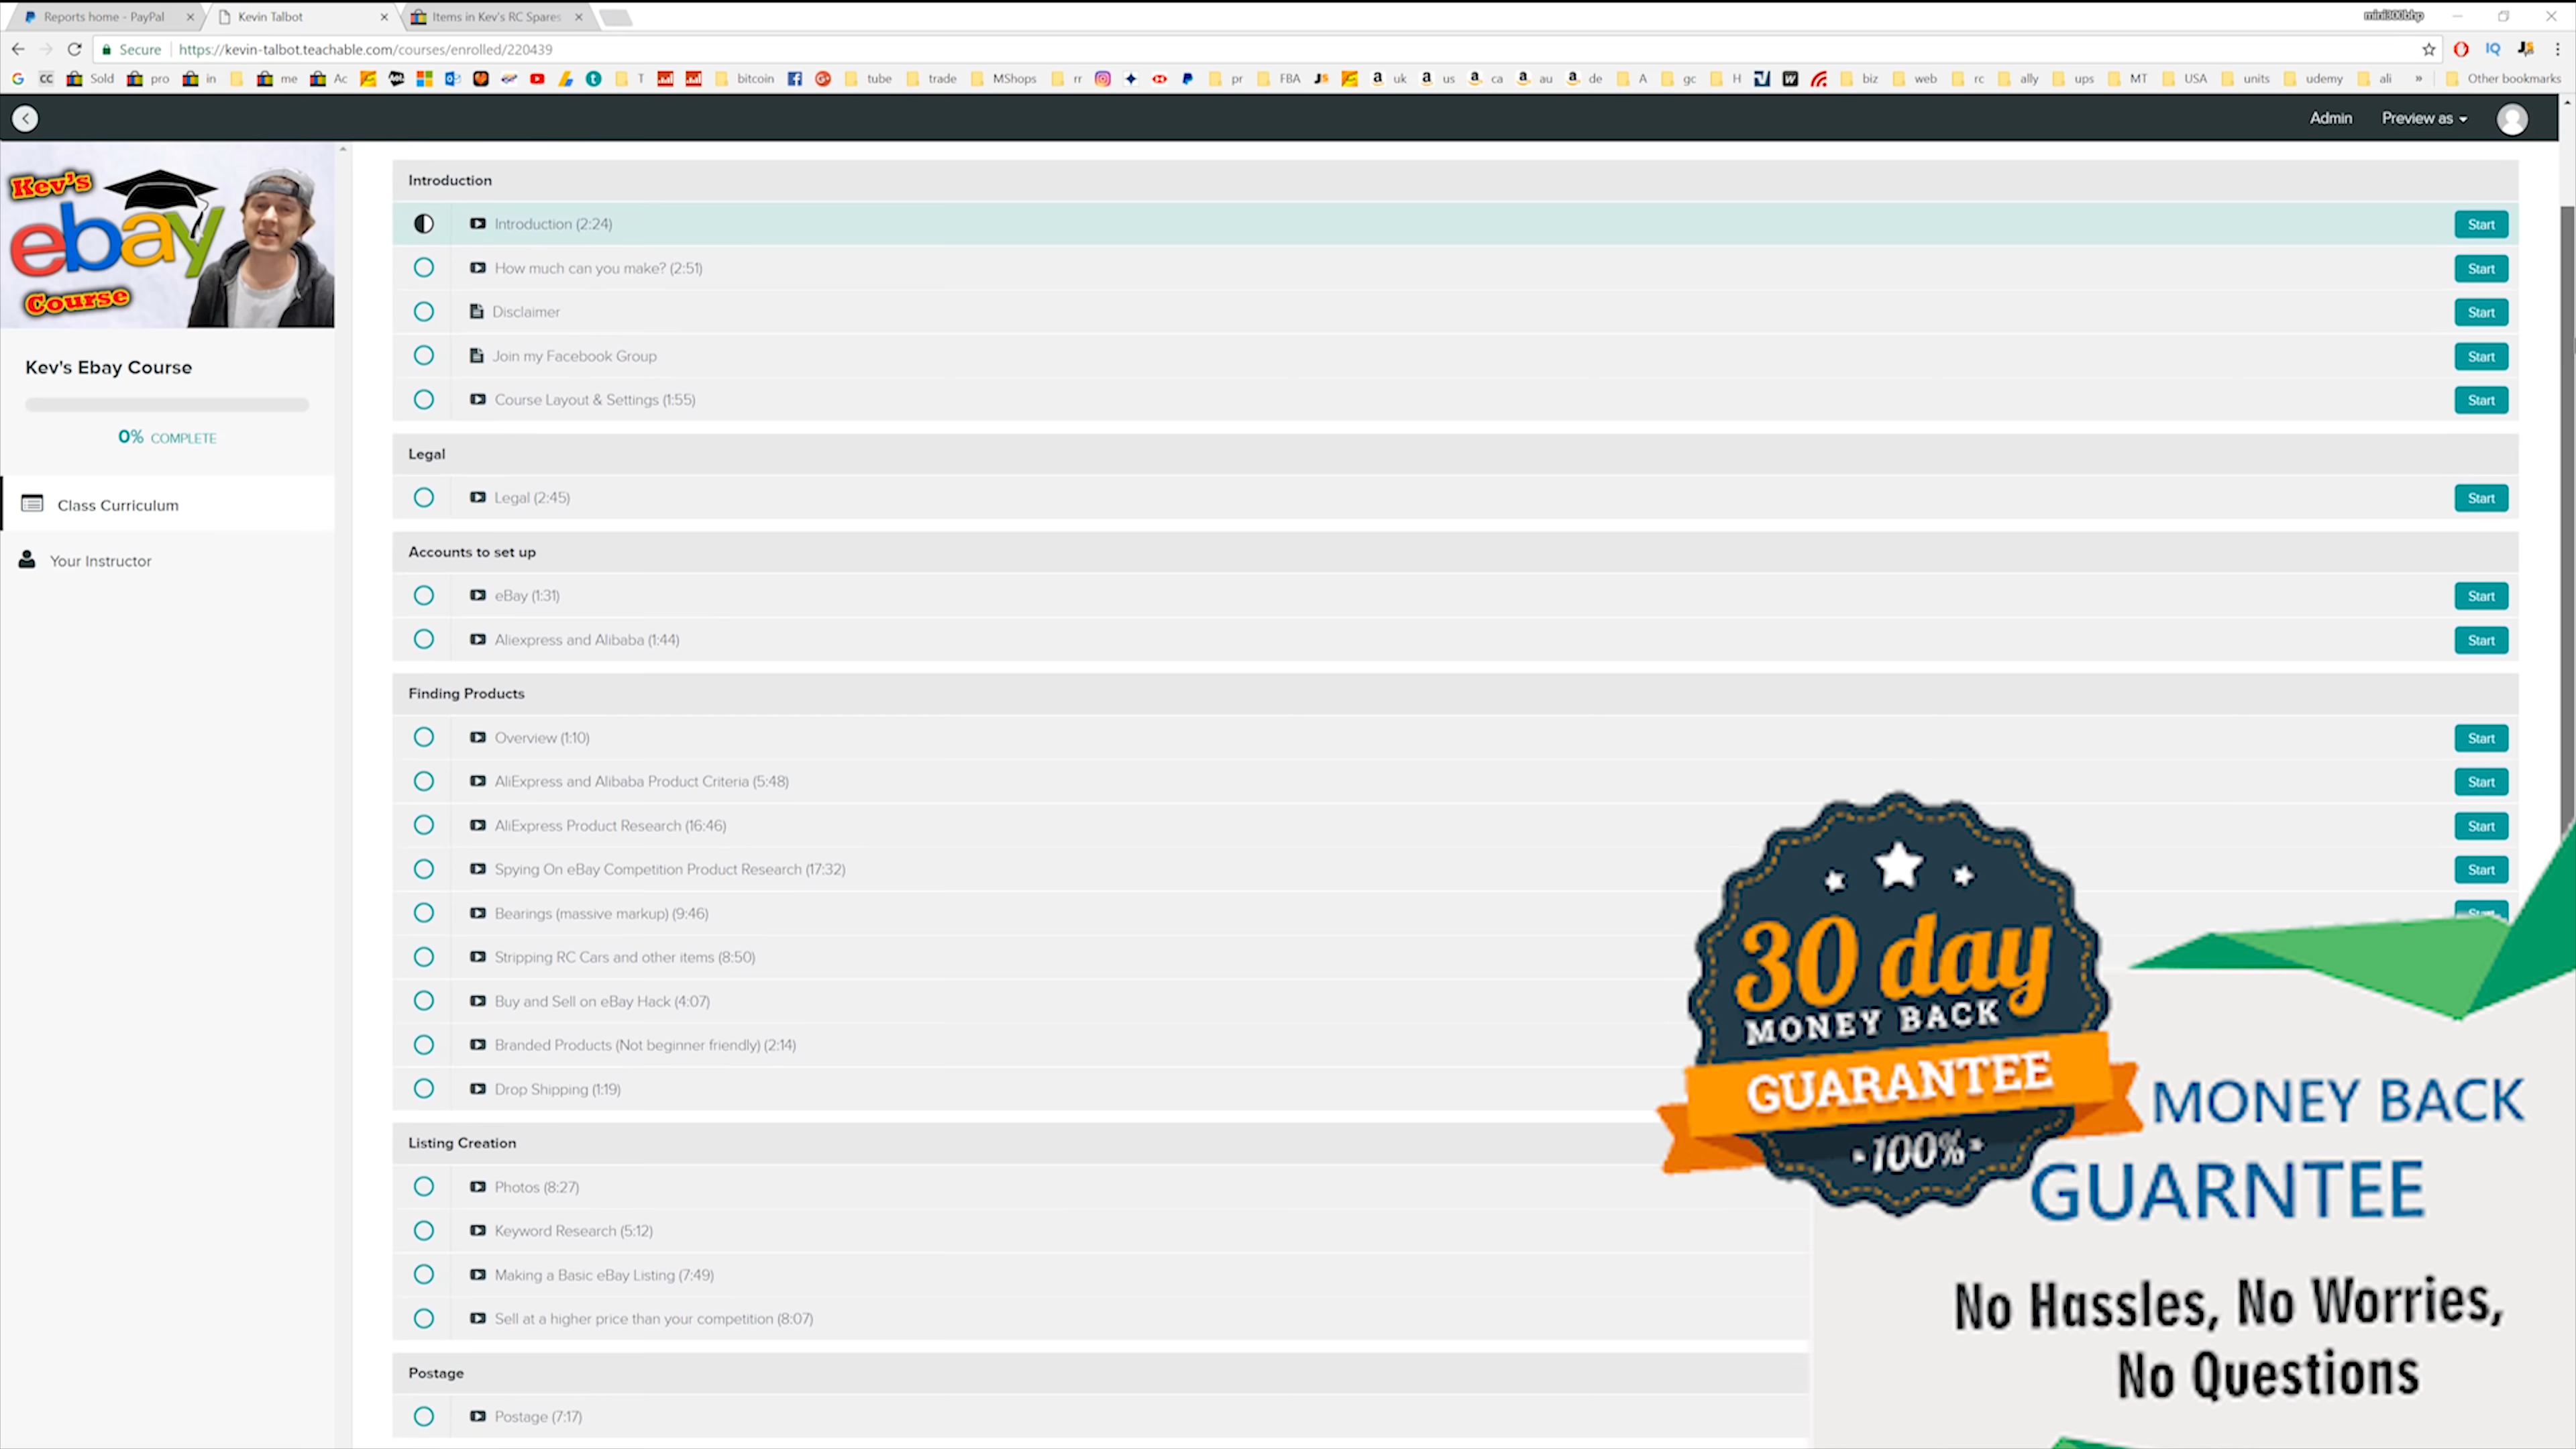 Reports home - PayPal
Kevin Talbot
Items in Kev's RC Spares
mini300bhp
Secure
https://kevin-talbot.teachable.com/courses/enrolled/220439
G CC Sold pro in me Ac T bitcoin tube trade MShops rr pr FBA JS a uk a us a ca a au a de A gc H W biz web rc ally ups MT USA units udemy ali » Other bookmarks
Admin Preview as
Kev's
ebay
Course
Kev's Ebay Course
0% COMPLETE
Class Curriculum
Your Instructor
Introduction
Introduction (2:24) Start
How much can you make? (2:51) Start
Disclaimer Start
Join my Facebook Group Start
Course Layout & Settings (1:55) Start
Legal
Legal (2:45) Start
Accounts to set up
eBay (1:31) Start
Aliexpress and Alibaba (1:44) Start
Finding Products
Overview (1:10) Start
AliExpress and Alibaba Product Criteria (5:48) Start
AliExpress Product Research (16:46) Start
Spying On eBay Competition Product Research (17:32) Start
Bearings (massive markup) (9:46) Start
Stripping RC Cars and other items (8:50)
Buy and Sell on eBay Hack (4:07)
Branded Products (Not beginner friendly) (2:14)
Drop Shipping (1:19)
Listing Creation
Photos (8:27)
Keyword Research (5:12)
Making a Basic eBay Listing (7:49)
Sell at a higher price than your competition (8:07)
Postage
Postage (7:17)
30 day
MONEY BACK
GUARANTEE
100%
MONEY BACK
GUARNTEE
No Hassles, No Worries,
No Questions